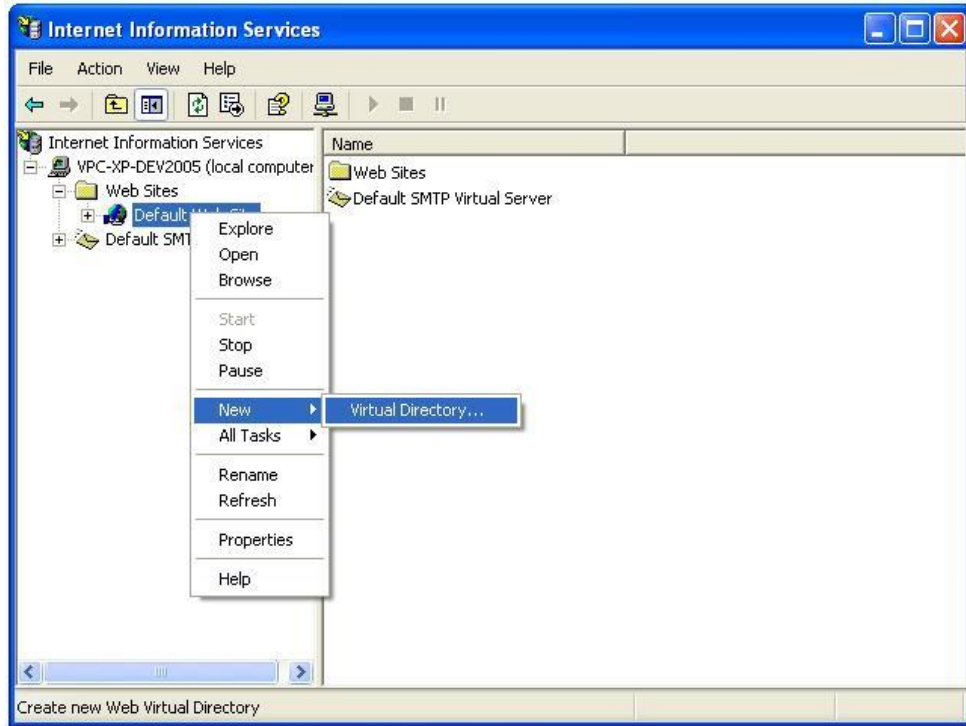 Internet Information Services
File Action View Help
Internet Information Services
VPC-XP-DEV2005 (local computer
Web Sites
Default Web Site
Default SMT
Name
Web Sites
Default SMTP Virtual Server
Explore
Open
Browse
Start
Stop
Pause
New
Virtual Directory...
All Tasks
Rename
Refresh
Properties
Help
Create new Web Virtual Directory